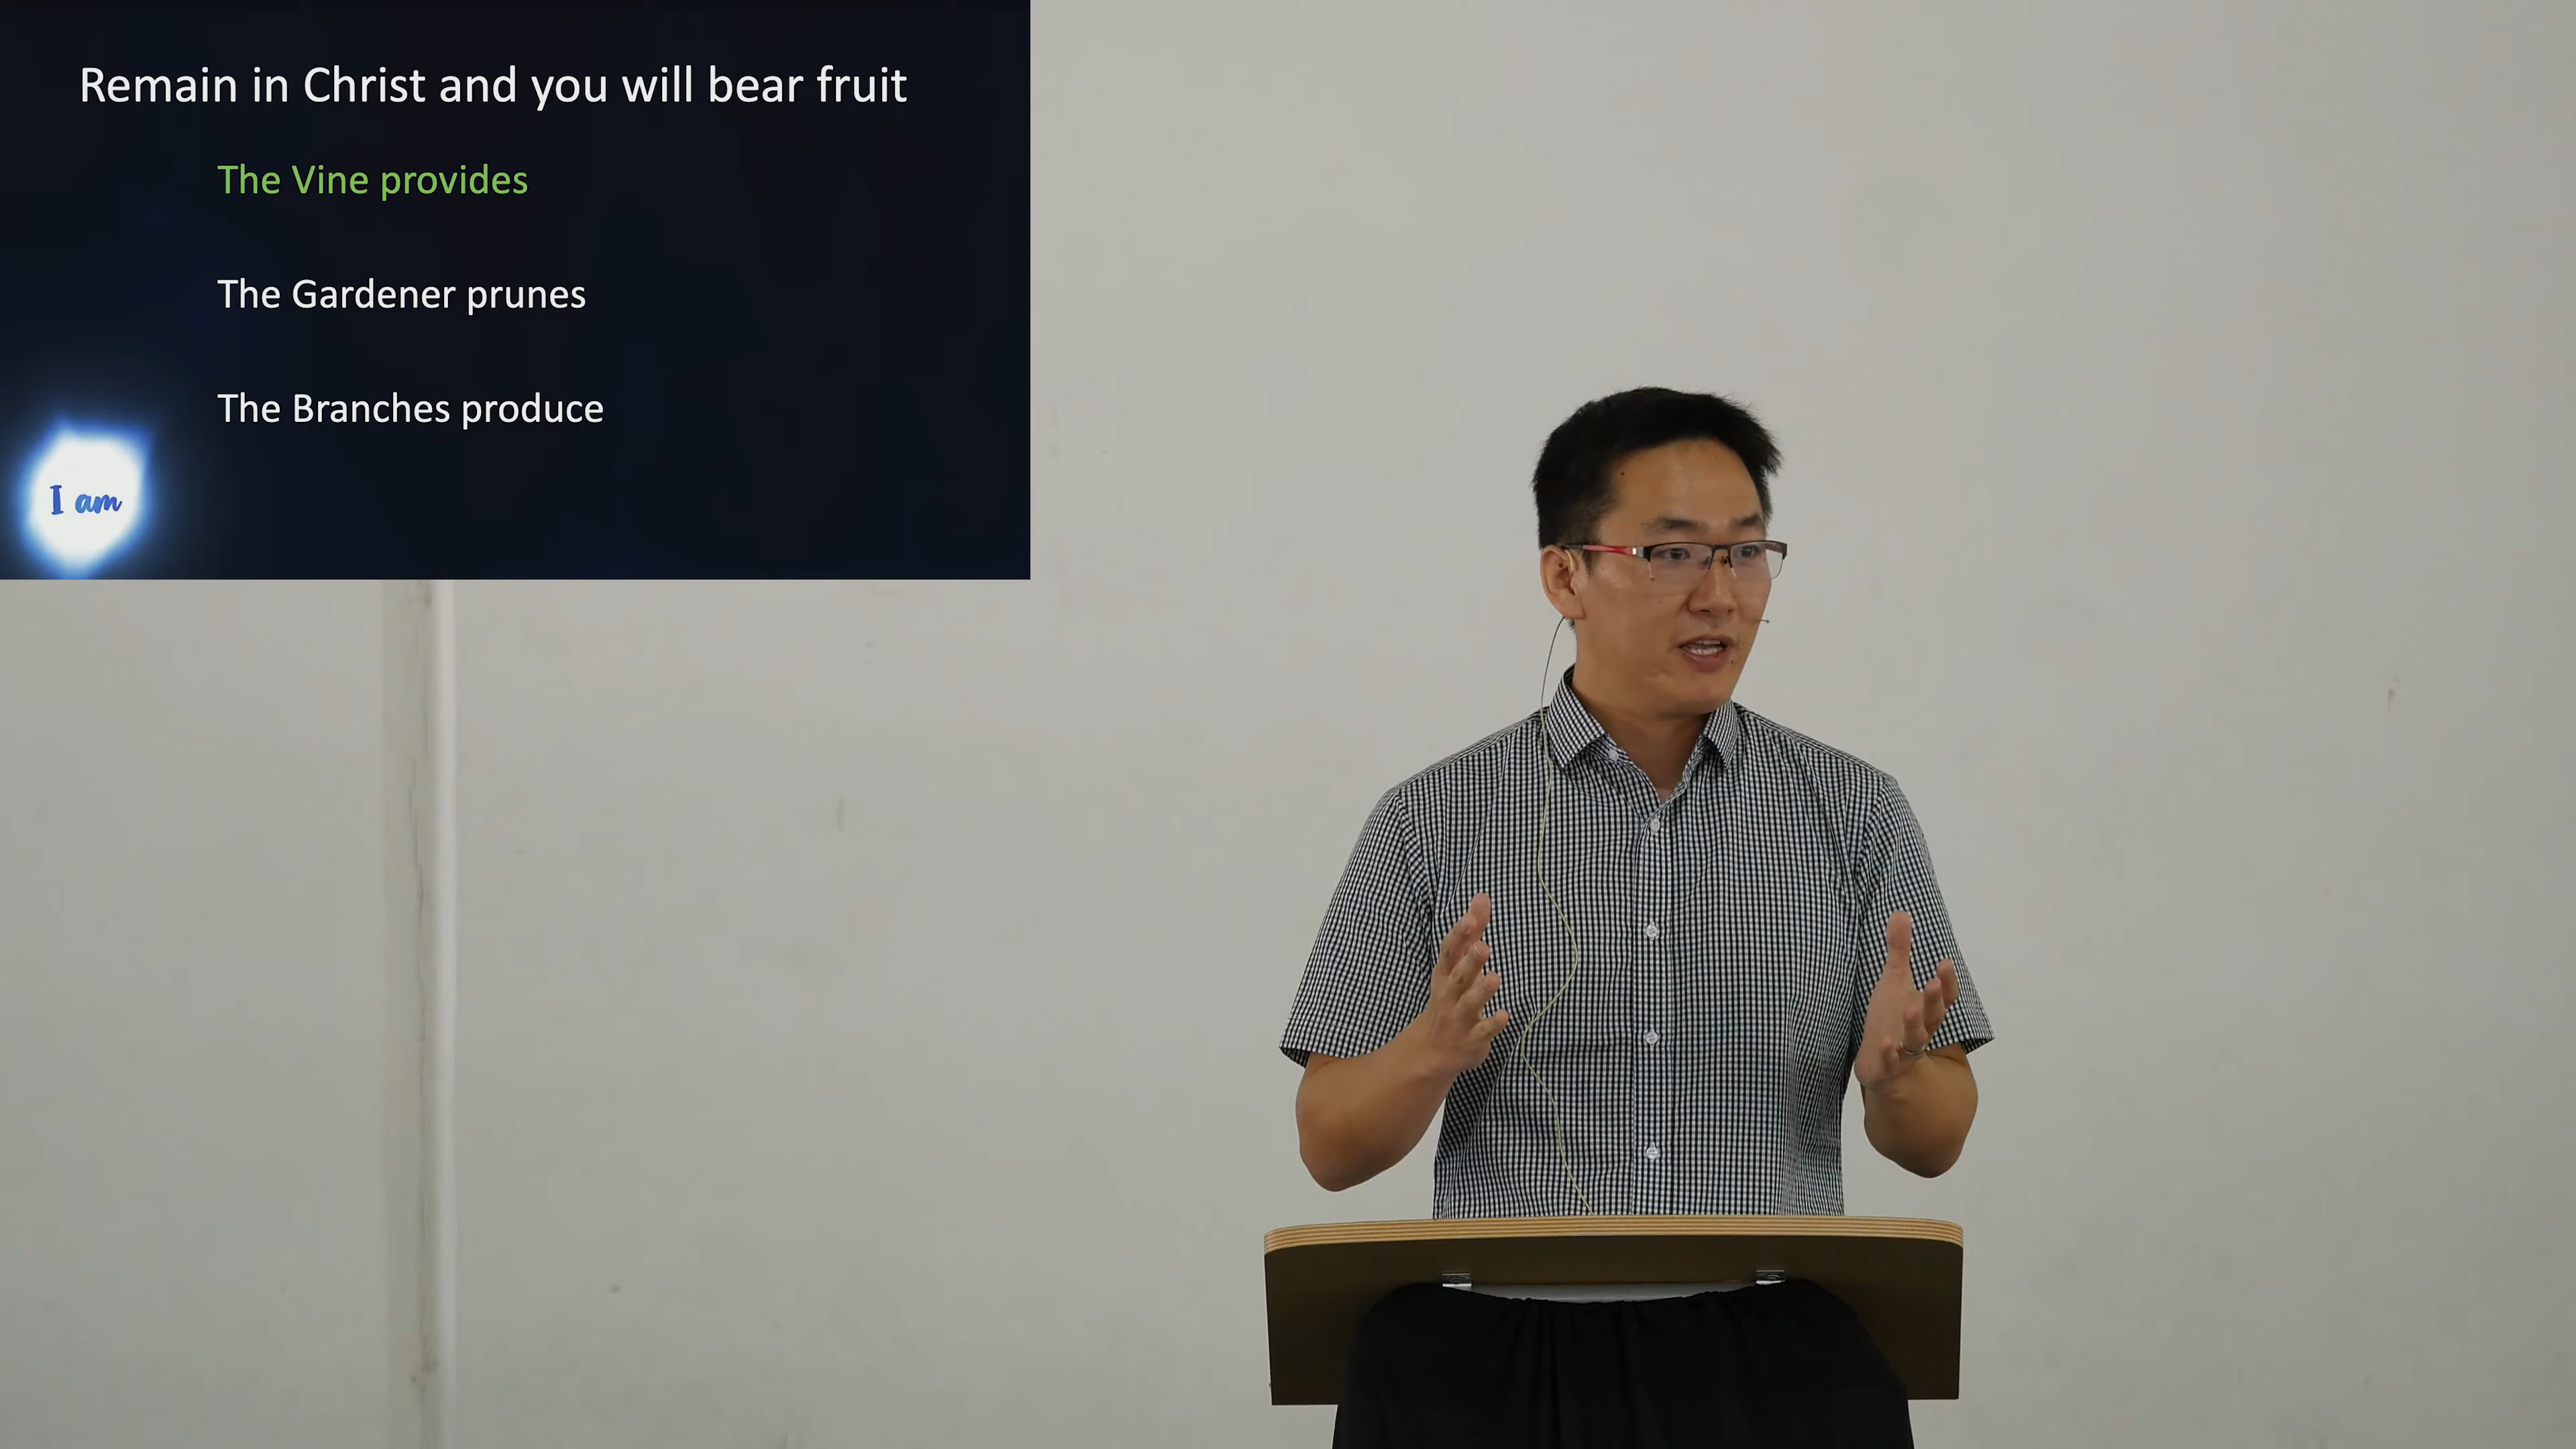 Remain in Christ and you will bear fruit
The Vine provides
The Gardener prunes
The Branches produce
I am